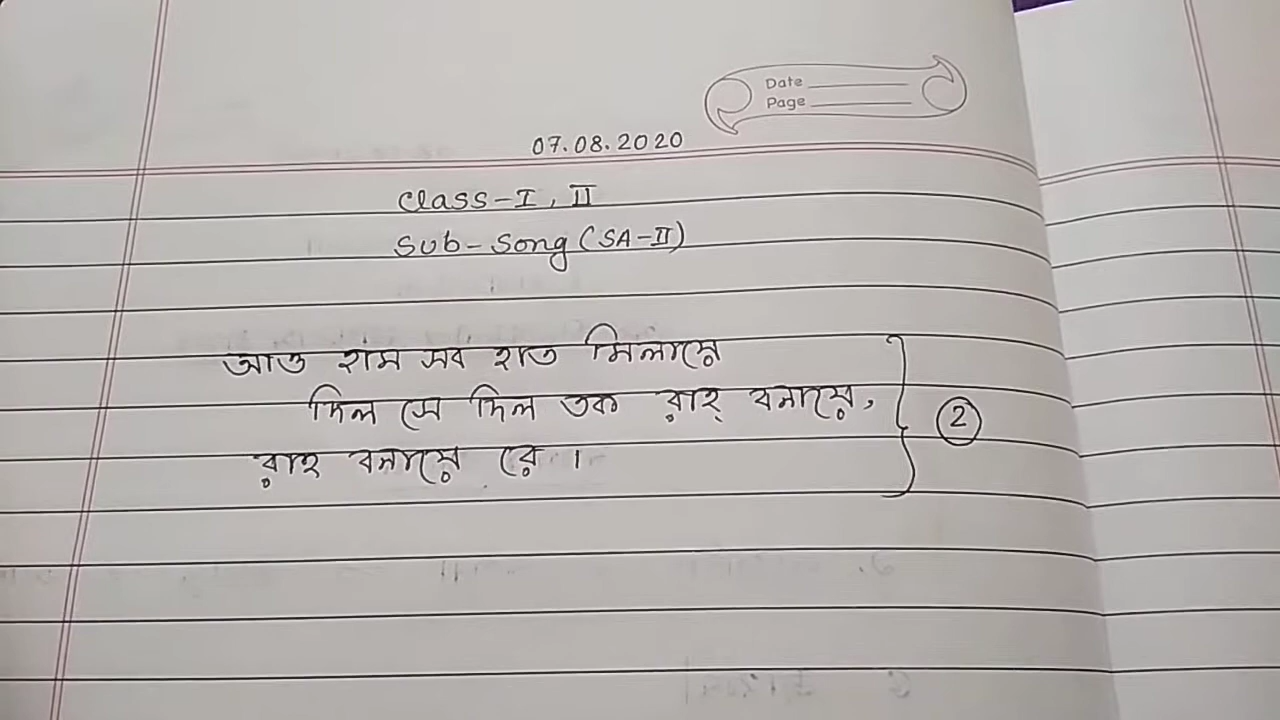 Date
Page
07.08.2020
Class-I, II
Sub-Song (SA-II)
আও হাম সব হাত মিলায়ে
দিল সে দিল তক রাহ্ বনায়ে,
রাহ বনায়ে রে।
2